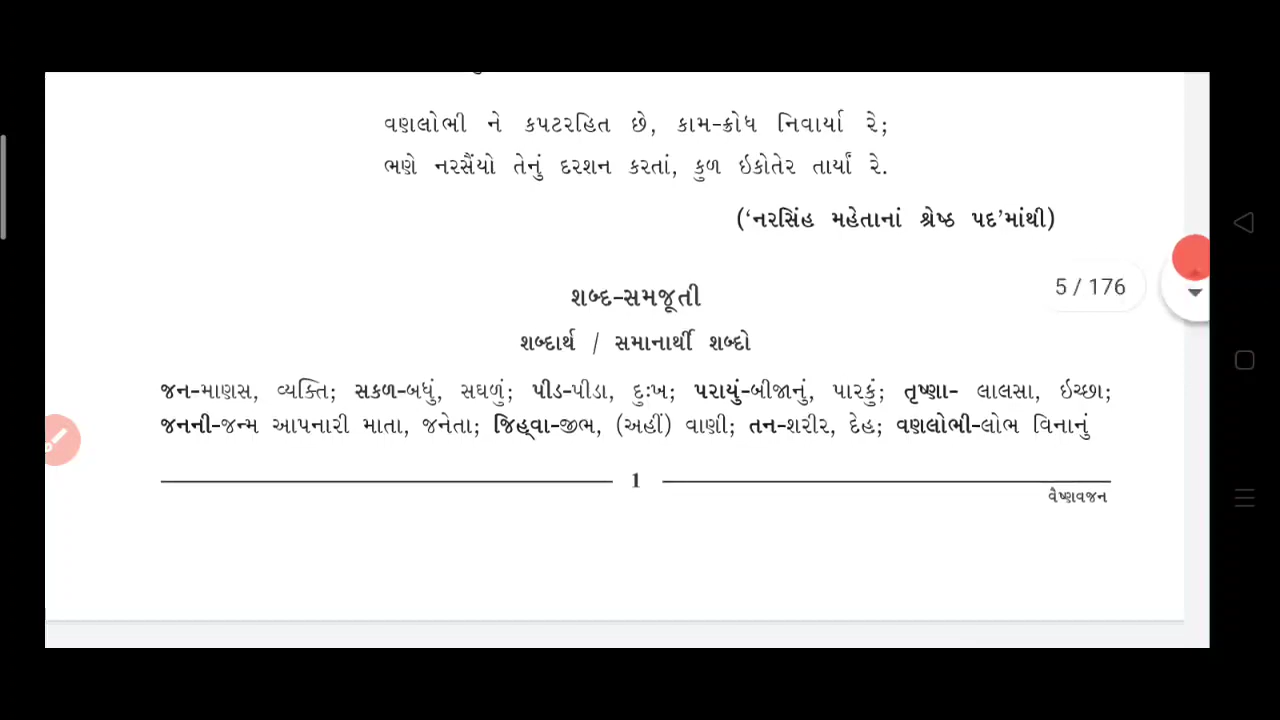 વણલોભી ને કપટરહિત છે, કામ-ક્રોધ નિવાર્યા રે;
ભણે નરસૈંયો તેનું દરશન કરતાં, કુળ ઇકોતેર તાર્યાં રે.
(‘નરસિંહ મહેતાનાં શ્રેષ્ઠ પદ’માંથી)
5 / 176
શબ્દ-સમજૂતી
શબ્દાર્થ / સમાનાર્થી શબ્દો
જન-માણસ, વ્યક્તિ; સકળ-બધું, સઘળું; પીડ-પીડા, દુઃખ; પરાયું-બીજાનું, પારકું; તૃષ્ણા- લાલસા, ઇચ્છા;
જનની-જન્મ આપનારી માતા, જનેતા; જિહ્વા-જીભ, (અહીં) વાણી; તન-શરીર, દેહ; વણલોભી-લોભ વિનાનું
1
વૈષ્ણવજન